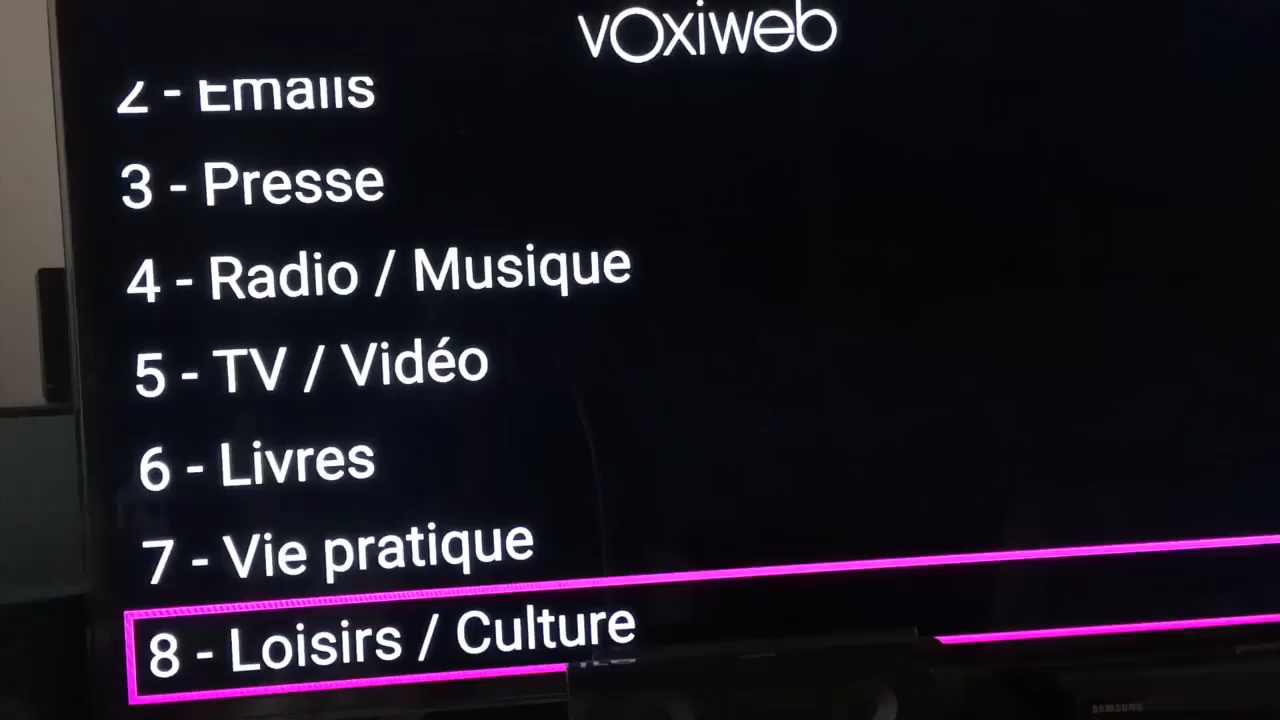 voxiweb
2 - Emails
3 - Presse
4 - Radio / Musique
5 - TV / Vidéo
6 - Livres
7 - Vie pratique
8 - Loisirs / Culture
SAMSUNG